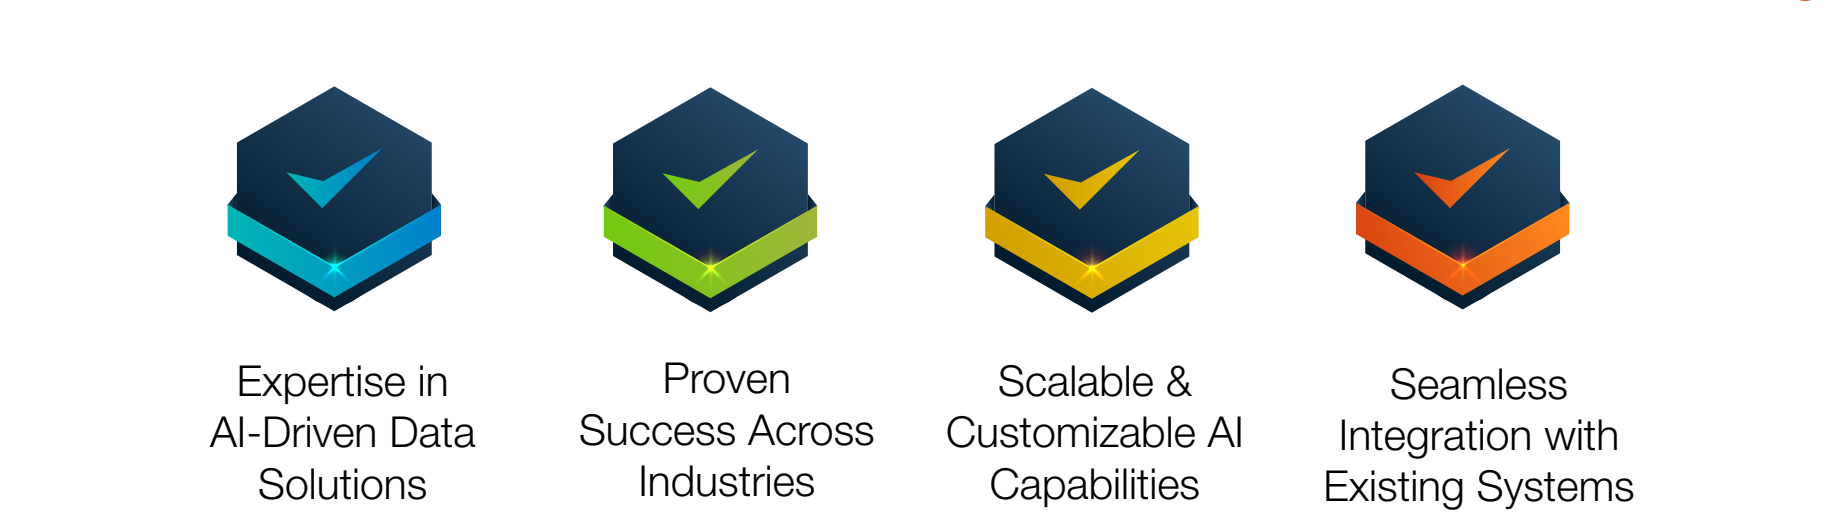 Expertise in
AI-Driven Data
Solutions
Proven
Success Across
Industries
Scalable &
Customizable AI
Capabilities
Seamless
Integration with
Existing Systems